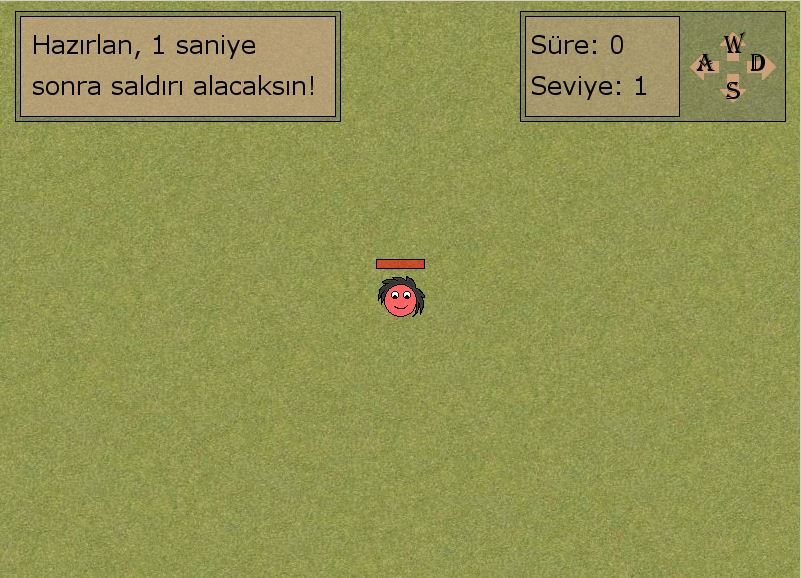 Hazırlan, 1 saniye
sonra saldırı alacaksın!
Süre: 0
Seviye: 1
W
A D
S